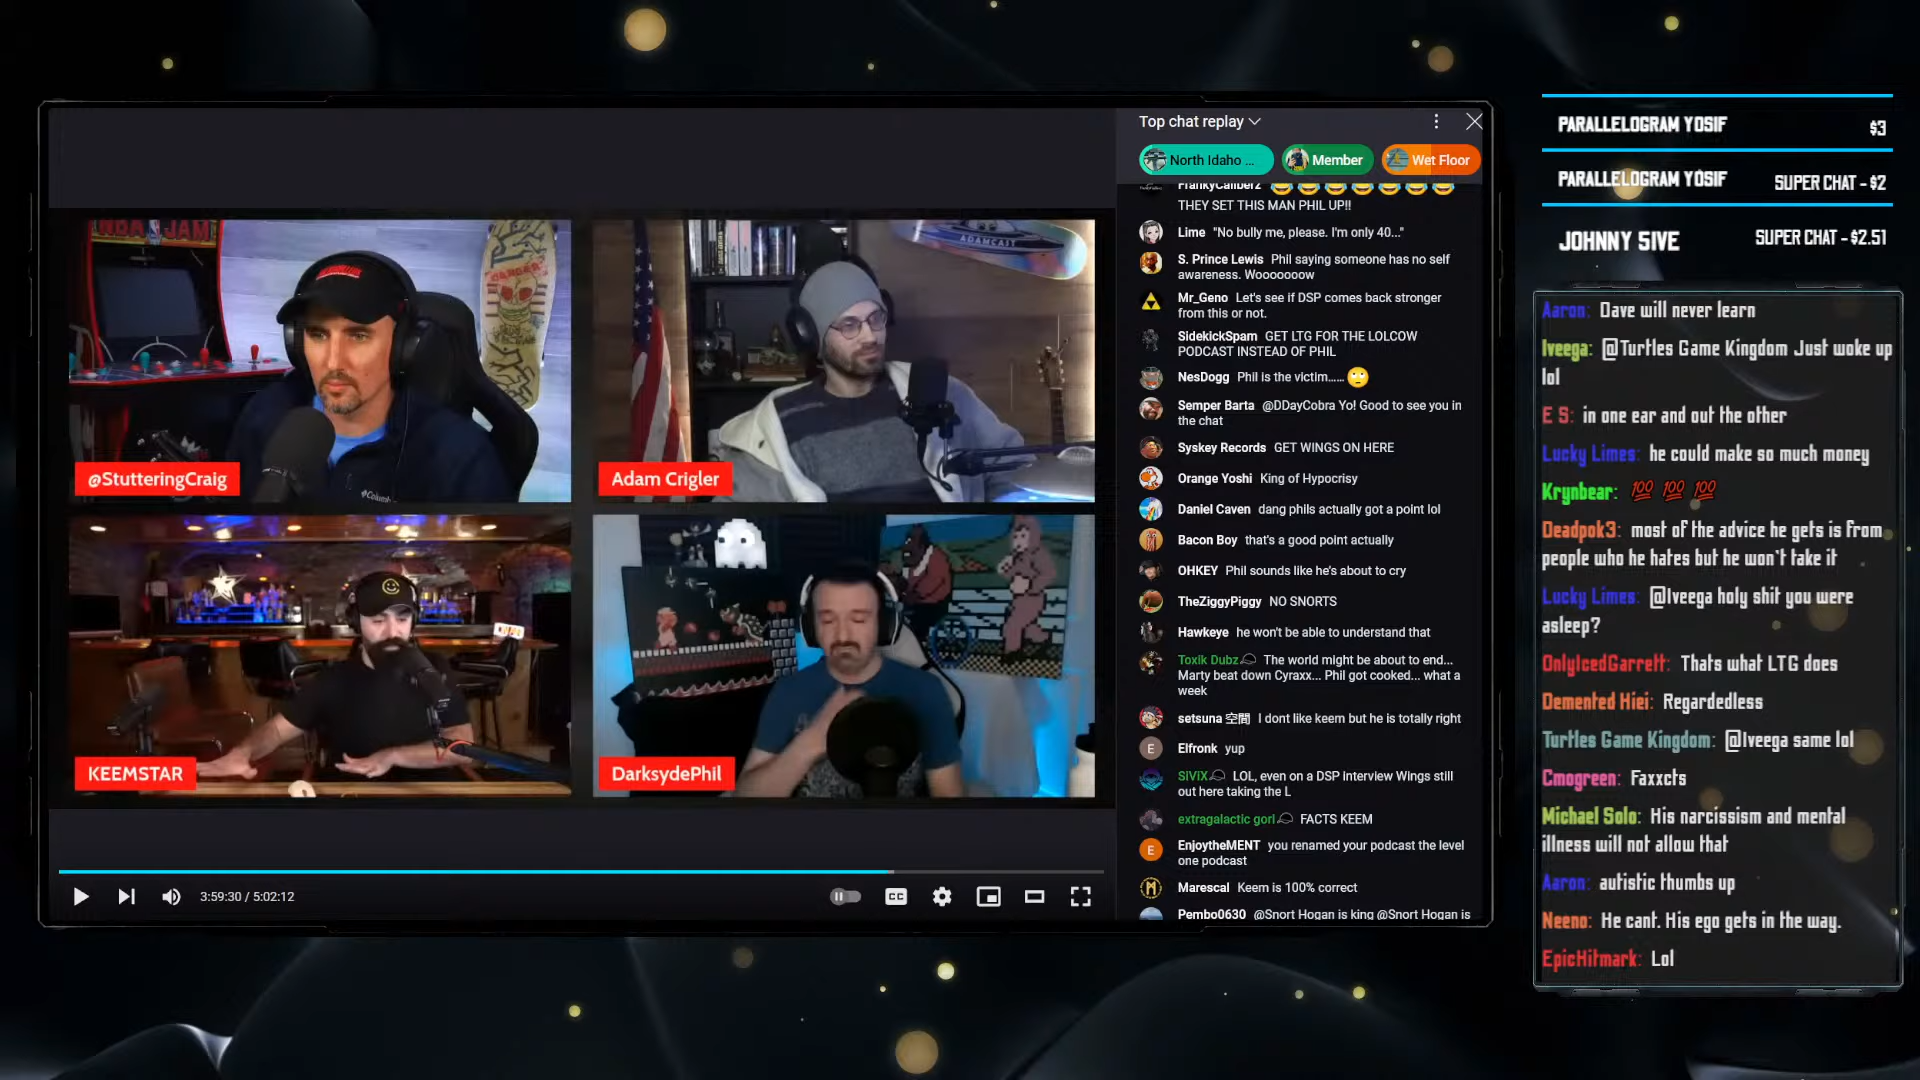 NBA JAM
DANGER
ADAMCAST
@StutteringCraig
Adam Crigler
KEEMSTAR
DarksydePhil
3:59:30 / 5:02:12
CC
Top chat replay
North Idaho ...
Member
Wet Floor
FrankyCaliberz 😂😂😂😂😂😂😂
THEY SET THIS MAN PHIL UP!!
Lime "No bully me, please. I'm only 40..."
S. Prince Lewis Phil saying someone has no self
awareness. Wooooooow
Mr_Geno Let's see if DSP comes back stronger
from this or not.
SidekickSpam GET LTG FOR THE LOLCOW
PODCAST INSTEAD OF PHIL
NesDogg Phil is the victim...... 🙄
Semper Barta @DDayCobra Yo! Good to see you in
the chat
Syskey Records GET WINGS ON HERE
Orange Yoshi King of Hypocrisy
Daniel Caven dang phils actually got a point lol
Bacon Boy that's a good point actually
OHKEY Phil sounds like he's about to cry
TheZiggyPiggy NO SNORTS
Hawkeye he won't be able to understand that
Toxik Dubz The world might be about to end...
Marty beat down Cyraxx... Phil got cooked... what a
week
setsuna 空間 I dont like keem but he is totally right
E Elfronk yup
SiViX LOL, even on a DSP interview Wings still
out here taking the L
extragalactic gorl FACTS KEEM
E EnjoytheMENT you renamed your podcast the level
one podcast
Marescal Keem is 100% correct
Pembo0630 @Snort Hogan is king @Snort Hogan is
PARALLELOGRAM YOSIF $3
PARALLELOGRAM YOSIF SUPER CHAT - $2
JOHNNY 5IVE SUPER CHAT - $2.51
Aaron: Dave will never learn
Iveega: @Turtles Game Kingdom Just woke up
lol
E S: in one ear and out the other
Lucky Limes: he could make so much money
Krynbear: 💯 💯 💯
Deadpok3: most of the advice he gets is from
people who he hates but he won't take it
Lucky Limes: @Iveega holy shit you were
asleep?
OnlyIcedGarrett: Thats what LTG does
Demented Hiei: Regardedless
Turtles Game Kingdom: @Iveega same lol
Cmogreen: Faxxcts
Michael Solo: His narcissism and mental
illness will not allow that
Aaron: autistic thumbs up
Neeno: He cant. His ego gets in the way.
EpicHitmark: Lol